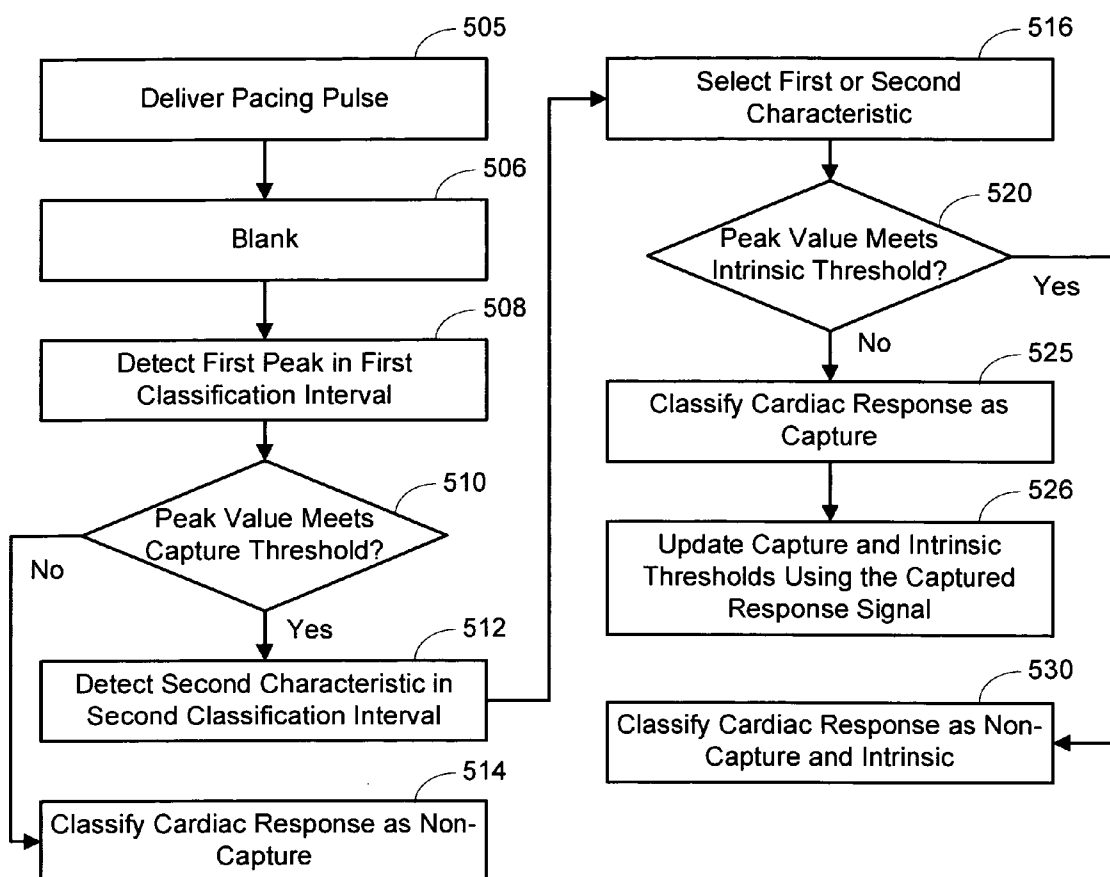 505
Deliver Pacing Pulse
506
Blank
508
Detect First Peak in First
Classification Interval
510
Peak Value Meets
Capture Threshold?
No
Yes
512
Detect Second Characteristic in
Second Classification Interval
514
Classify Cardiac Response as Non-
Capture
516
Select First or Second
Characteristic
520
Peak Value Meets
Intrinsic Threshold?
Yes
No
525
Classify Cardiac Response as
Capture
526
Update Capture and Intrinsic
Thresholds Using the Captured
Response Signal
530
Classify Cardiac Response as Non-
Capture and Intrinsic